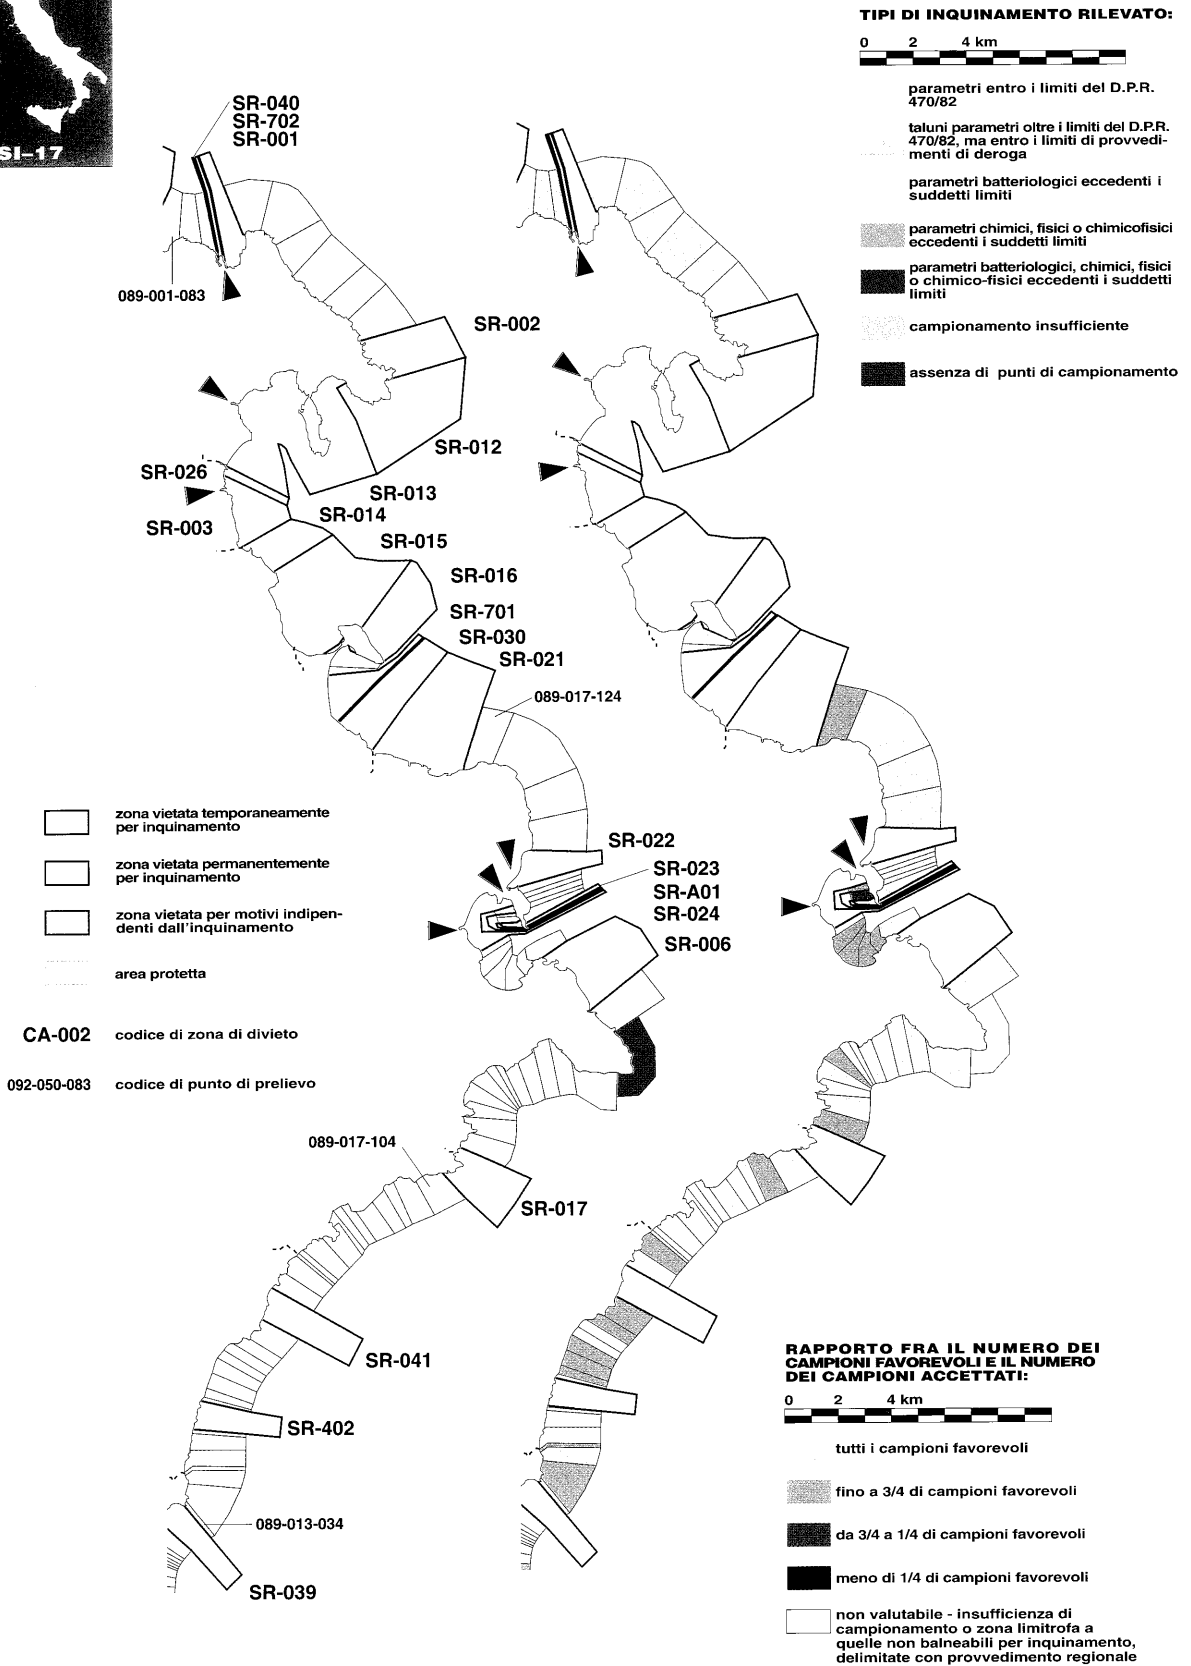 SI-17
TIPI DI INQUINAMENTO RILEVATO:
0 2 4 km
parametri entro i limiti del D.P.R.
470/82
taluni parametri oltre i limiti del D.P.R.
470/82, ma entro i limiti di provvedi-
menti di deroga
parametri batteriologici eccedenti i
suddetti limiti
parametri chimici, fisici o chimicofisici
eccedenti i suddetti limiti
parametri batteriologici, chimici, fisici
o chimico-fisici eccedenti i suddetti
limiti
campionamento insufficiente
assenza di punti di campionamento
SR-040
SR-702
SR-001
089-001-083
SR-002
SR-012
SR-026
SR-013
SR-003
SR-014
SR-015
SR-016
SR-701
SR-030
SR-021
089-017-124
zona vietata temporaneamente
per inquinamento
zona vietata permanentemente
per inquinamento
zona vietata per motivi indipen-
denti dall'inquinamento
area protetta
CA-002 codice di zona di divieto
092-050-083 codice di punto di prelievo
SR-022
SR-023
SR-A01
SR-024
SR-006
089-017-104
SR-017
SR-041
SR-402
089-013-034
SR-039
RAPPORTO FRA IL NUMERO DEI
CAMPIONI FAVOREVOLI E IL NUMERO
DEI CAMPIONI ACCETTATI:
0 2 4 km
tutti i campioni favorevoli
fino a 3/4 di campioni favorevoli
da 3/4 a 1/4 di campioni favorevoli
meno di 1/4 di campioni favorevoli
non valutabile - insufficienza di
campionamento o zona limitrofa a
quelle non balneabili per inquinamento,
delimitate con provvedimento regionale